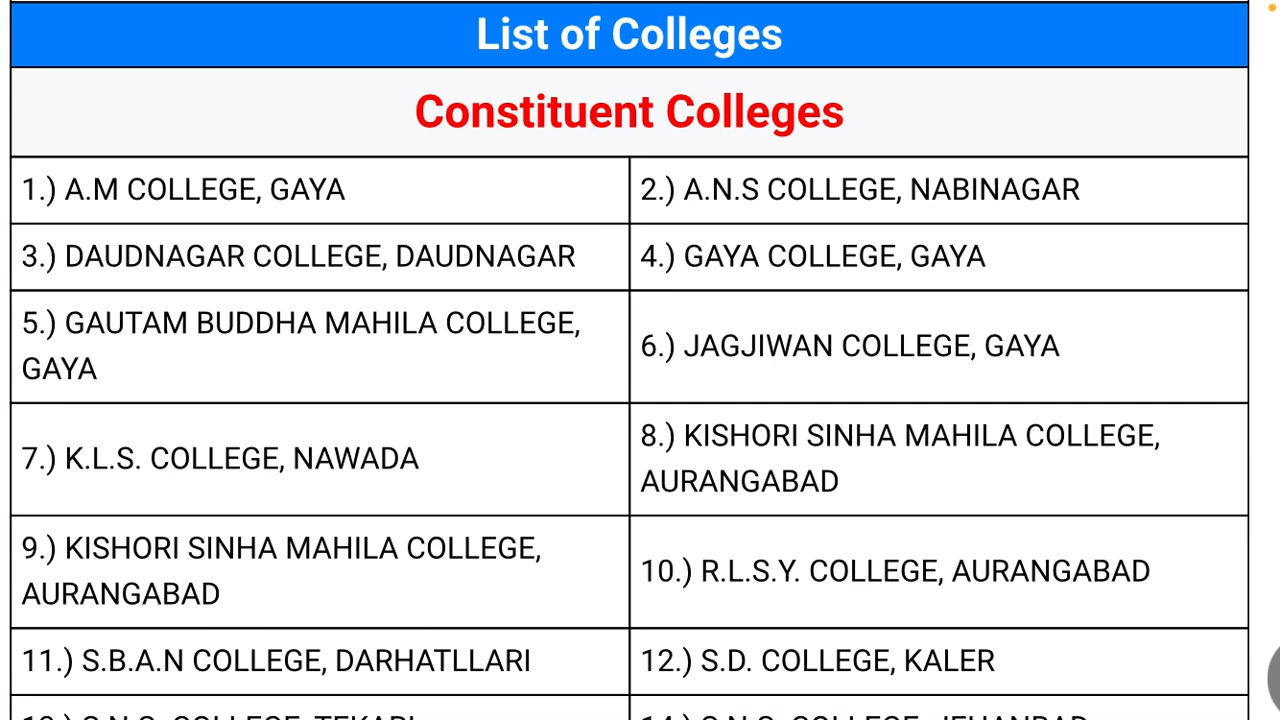 List of Colleges
Constituent Colleges
1.) A.M COLLEGE, GAYA
2.) A.N.S COLLEGE, NABINAGAR
3.) DAUDNAGAR COLLEGE, DAUDNAGAR
4.) GAYA COLLEGE, GAYA
5.) GAUTAM BUDDHA MAHILA COLLEGE,
GAYA
6.) JAGJIWAN COLLEGE, GAYA
7.) K.L.S. COLLEGE, NAWADA
8.) KISHORI SINHA MAHILA COLLEGE,
AURANGABAD
9.) KISHORI SINHA MAHILA COLLEGE,
AURANGABAD
10.) R.L.S.Y. COLLEGE, AURANGABAD
11.) S.B.A.N COLLEGE, DARHATLLARI
12.) S.D. COLLEGE, KALER